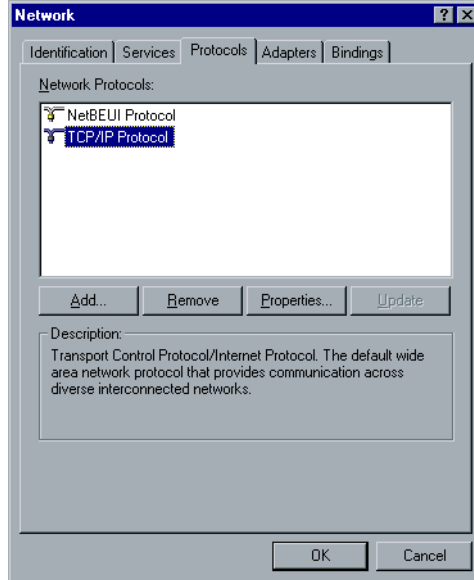 Network
Identification Services Protocols Adapters Bindings
Network Protocols:
NetBEUI Protocol
TCP/IP Protocol
Add... Remove Properties... Update
Description:
Transport Control Protocol/Internet Protocol. The default wide
area network protocol that provides communication across
diverse interconnected networks.
OK Cancel